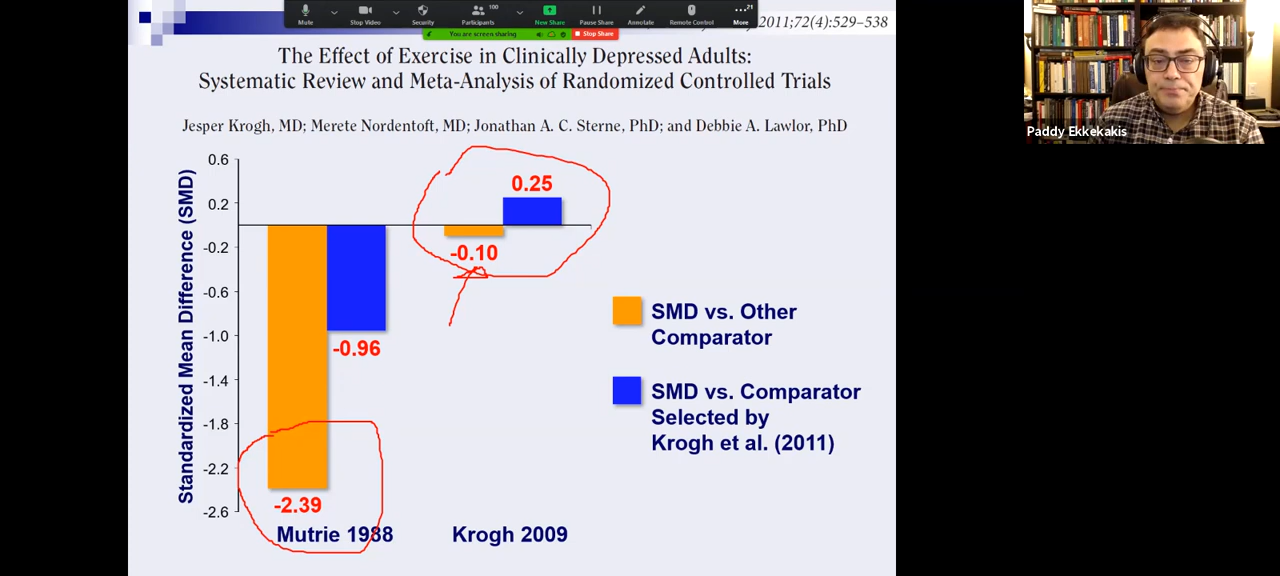 Mute
Stop Video
Security
Participants
100
New Share
Pause Share
Annotate
Remote Control
More
21
You are screen sharing
Stop Share
2011;72(4):529–538
The Effect of Exercise in Clinically Depressed Adults:
Systematic Review and Meta-Analysis of Randomized Controlled Trials
Jesper Krogh, MD; Merete Nordentoft, MD; Jonathan A. C. Sterne, PhD; and Debbie A. Lawlor, PhD
Paddy Ekkekakis
Standardized Mean Difference (SMD)
0.6
0.2
-0.2
-0.6
-1.0
-1.4
-1.8
-2.2
-2.6
0.25
-0.10
-0.96
-2.39
Mutrie 1988
Krogh 2009
SMD vs. Other
Comparator
SMD vs. Comparator
Selected by
Krogh et al. (2011)